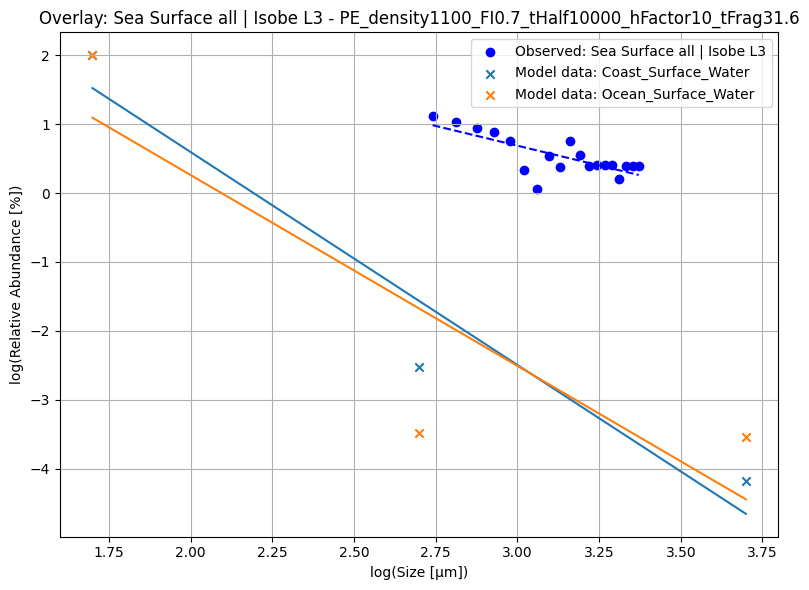 Overlay: Sea Surface all | Isobe L3 - PE_density1100_FI0.7_tHalf10000_hFactor10_tFrag31.6
Observed: Sea Surface all | Isobe L3
Model data: Coast_Surface_Water
Model data: Ocean_Surface_Water
log(Relative Abundance [%])
2
1
0
−1
−2
−3
−4
1.75 2.00 2.25 2.50 2.75 3.00 3.25 3.50 3.75
log(Size [μm])